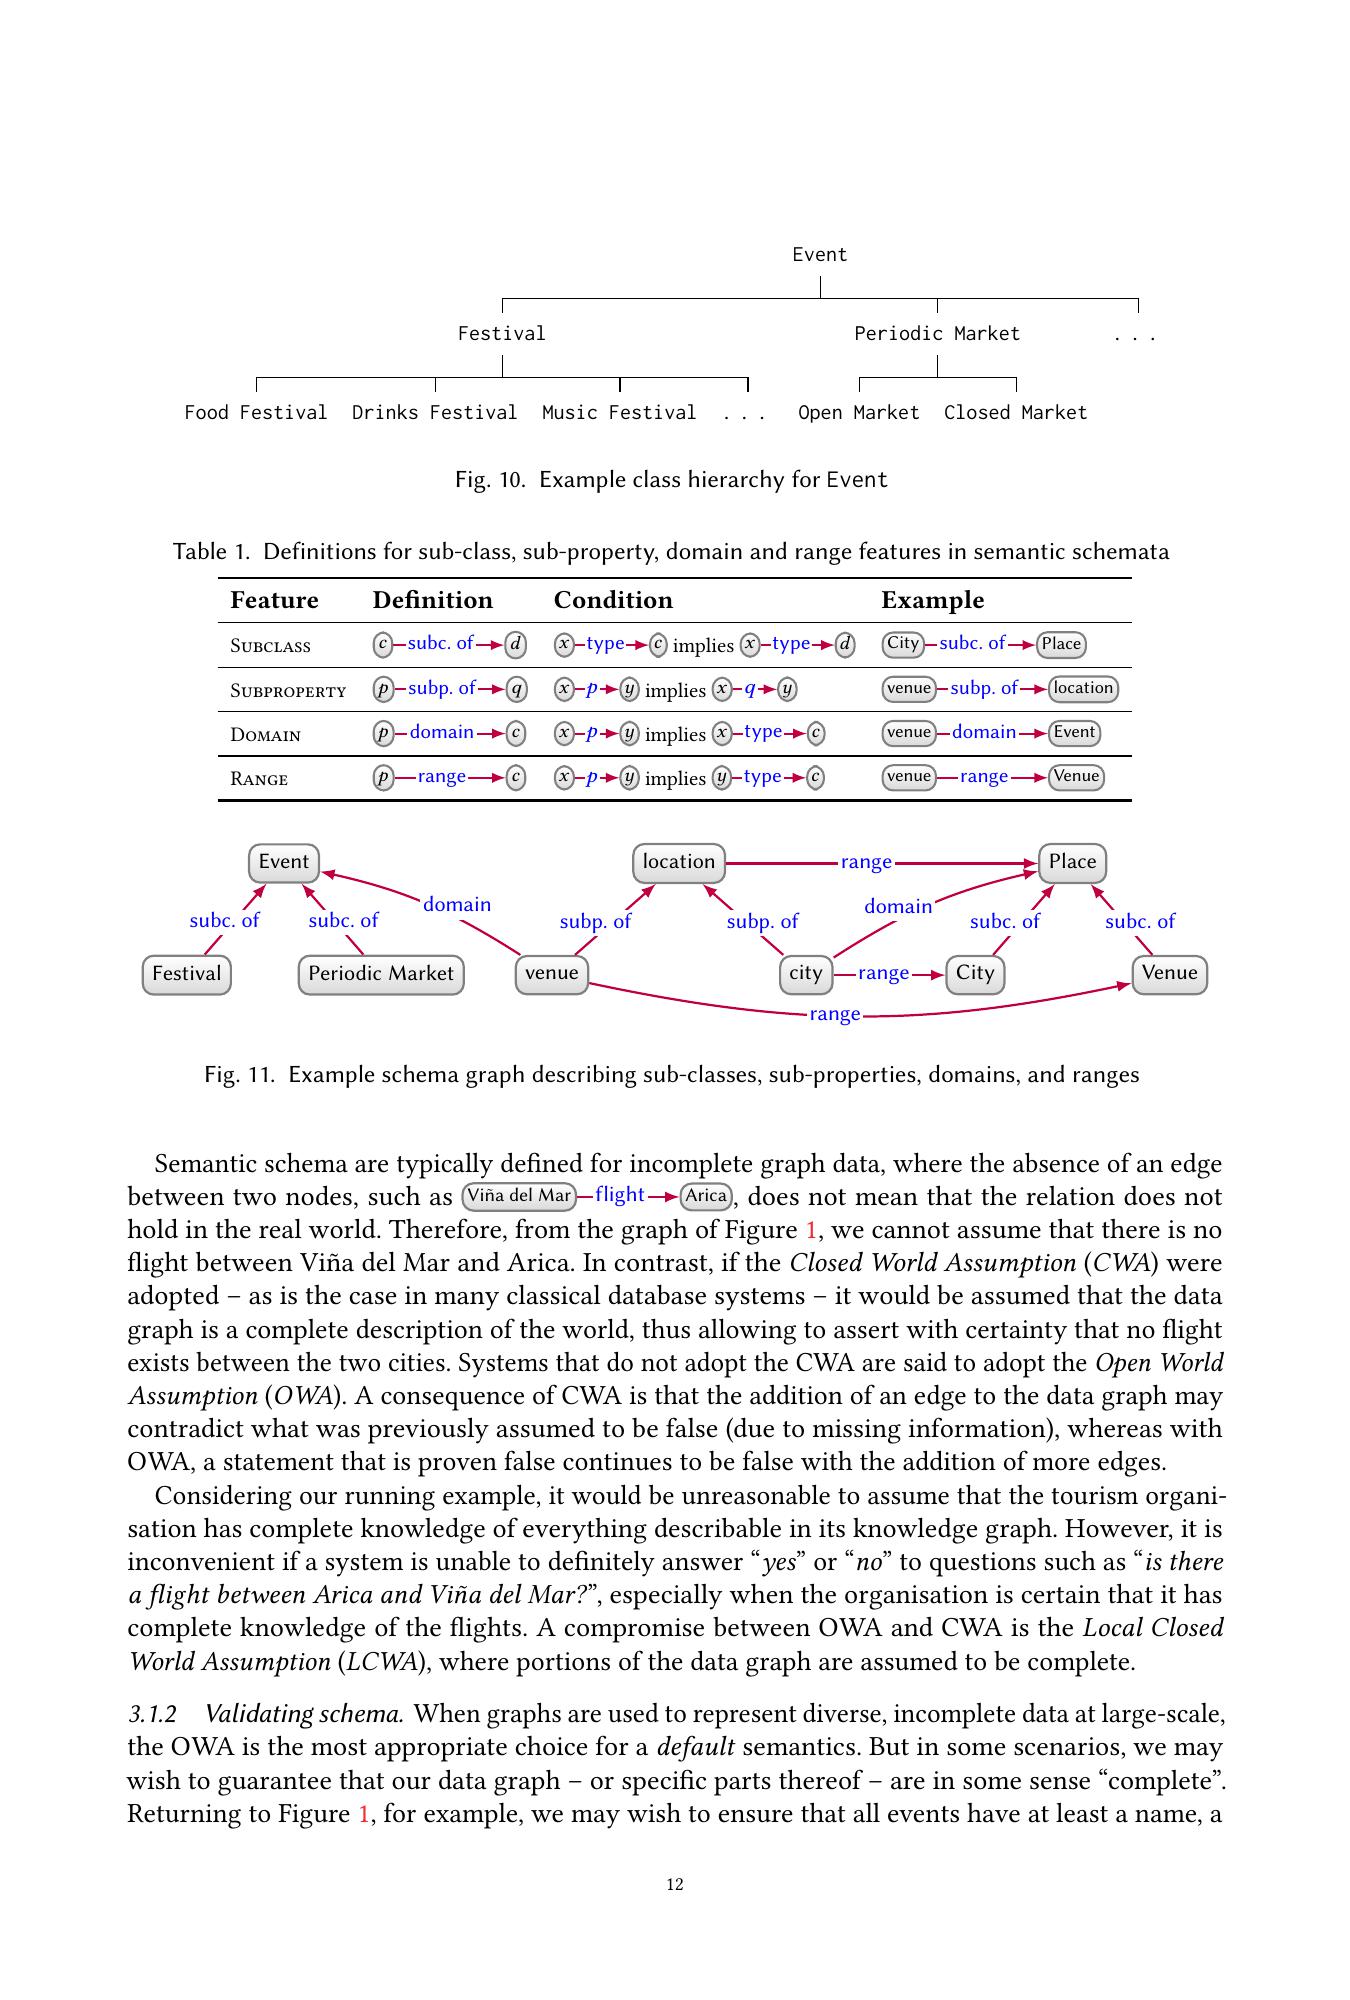 Event
Festival Periodic Market . . .
Food Festival Drinks Festival Music Festival . . . Open Market Closed Market
Fig. 10. Example class hierarchy for Event
Table 1. Definitions for sub-class, sub-property, domain and range features in semantic schemata
Feature Definition Condition Example
Subclass c subc. of d x type c implies x type d City subc. of Place
Subproperty p subp. of q x p y implies x q y venue subp. of location
Domain p domain c x p y implies x type c venue domain Event
Range p range c x p y implies y type c venue range Venue
Event location range Place
domain domain
subc. of subc. of subp. of subp. of subc. of subc. of
Festival Periodic Market venue city range City Venue
range
Fig. 11. Example schema graph describing sub-classes, sub-properties, domains, and ranges
Semantic schema are typically defined for incomplete graph data, where the absence of an edge
between two nodes, such as Viña del Mar flight Arica, does not mean that the relation does not
hold in the real world. Therefore, from the graph of Figure 1, we cannot assume that there is no
flight between Viña del Mar and Arica. In contrast, if the Closed World Assumption (CWA) were
adopted – as is the case in many classical database systems – it would be assumed that the data
graph is a complete description of the world, thus allowing to assert with certainty that no flight
exists between the two cities. Systems that do not adopt the CWA are said to adopt the Open World
Assumption (OWA). A consequence of CWA is that the addition of an edge to the data graph may
contradict what was previously assumed to be false (due to missing information), whereas with
OWA, a statement that is proven false continues to be false with the addition of more edges.
Considering our running example, it would be unreasonable to assume that the tourism organi-
sation has complete knowledge of everything describable in its knowledge graph. However, it is
inconvenient if a system is unable to definitely answer “yes” or “no” to questions such as “is there
a flight between Arica and Viña del Mar?”, especially when the organisation is certain that it has
complete knowledge of the flights. A compromise between OWA and CWA is the Local Closed
World Assumption (LCWA), where portions of the data graph are assumed to be complete.
3.1.2 Validating schema. When graphs are used to represent diverse, incomplete data at large-scale,
the OWA is the most appropriate choice for a default semantics. But in some scenarios, we may
wish to guarantee that our data graph – or specific parts thereof – are in some sense “complete”.
Returning to Figure 1, for example, we may wish to ensure that all events have at least a name, a
12